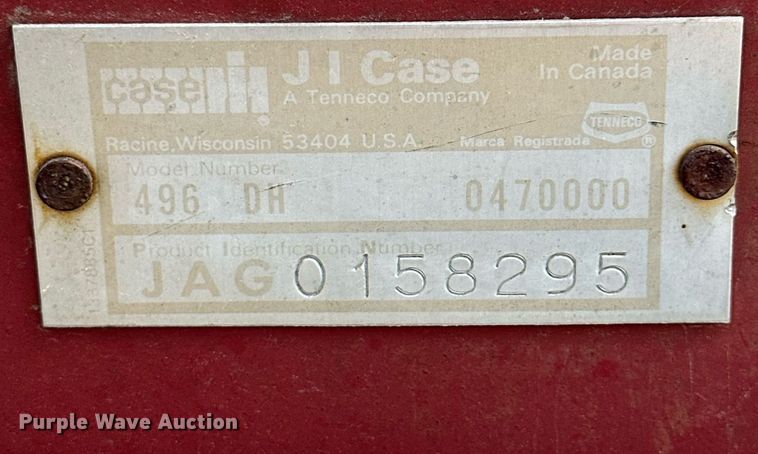 case IH®
J I Case
A Tenneco Company
Made
In Canada
TENNECO
Racine, Wisconsin 53404 U.S.A.
Marca Registrada ®
Model Number
496 DH 0470000
Product Identification Number
JAG0158295
Purple Wave Auction®